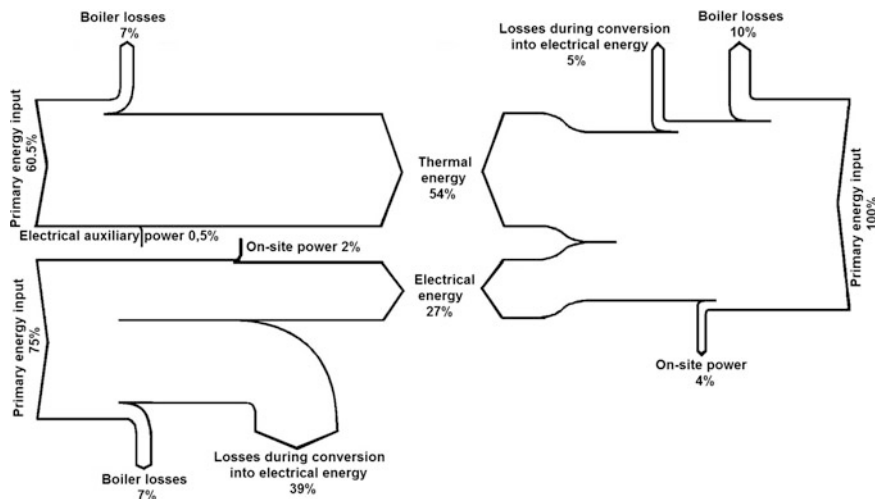 Boiler losses
7%
Losses during conversion
into electrical energy
5%
Boiler losses
10%
Primary energy input
60.5%
Thermal
energy
54%
Primary energy input
100%
Electrical auxiliary power 0,5%
On-site power 2%
Electrical
energy
27%
Primary energy input
75%
On-site power
4%
Boiler losses
7%
Losses during conversion
into electrical energy
39%